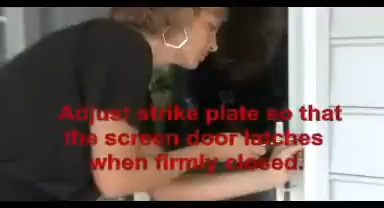 Adjust strike plate so that
the screen door latches
when firmly closed.